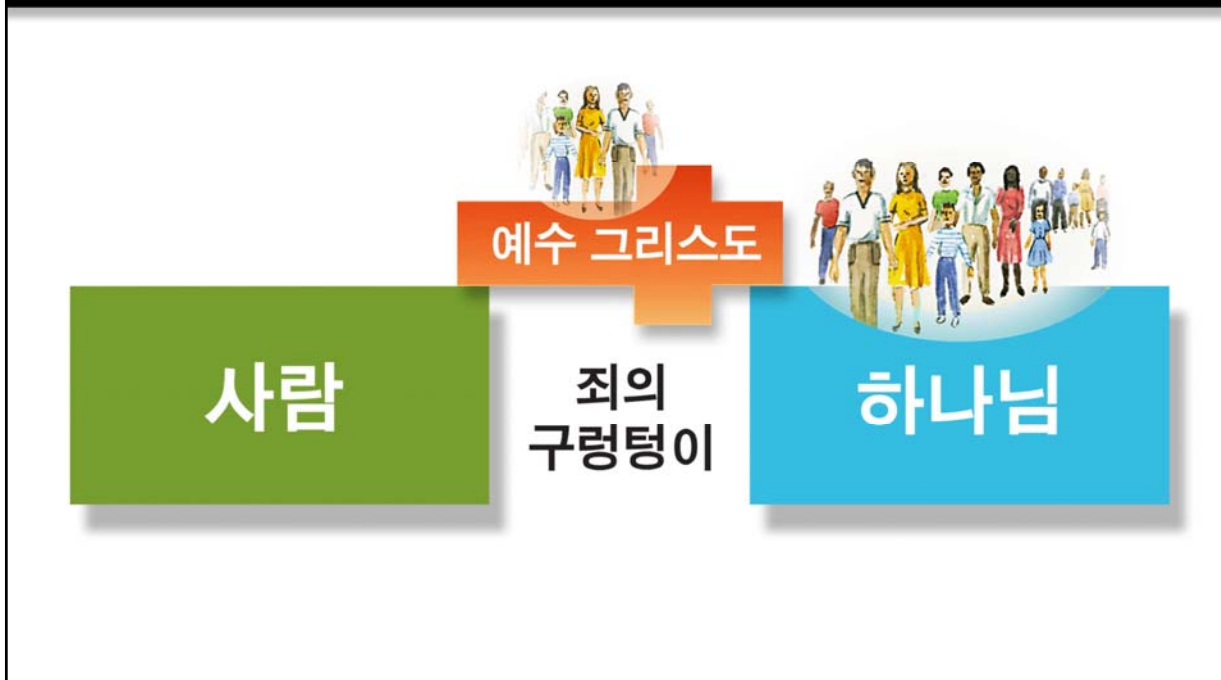 예수 그리스도
사람
죄의
구렁텅이
하나님